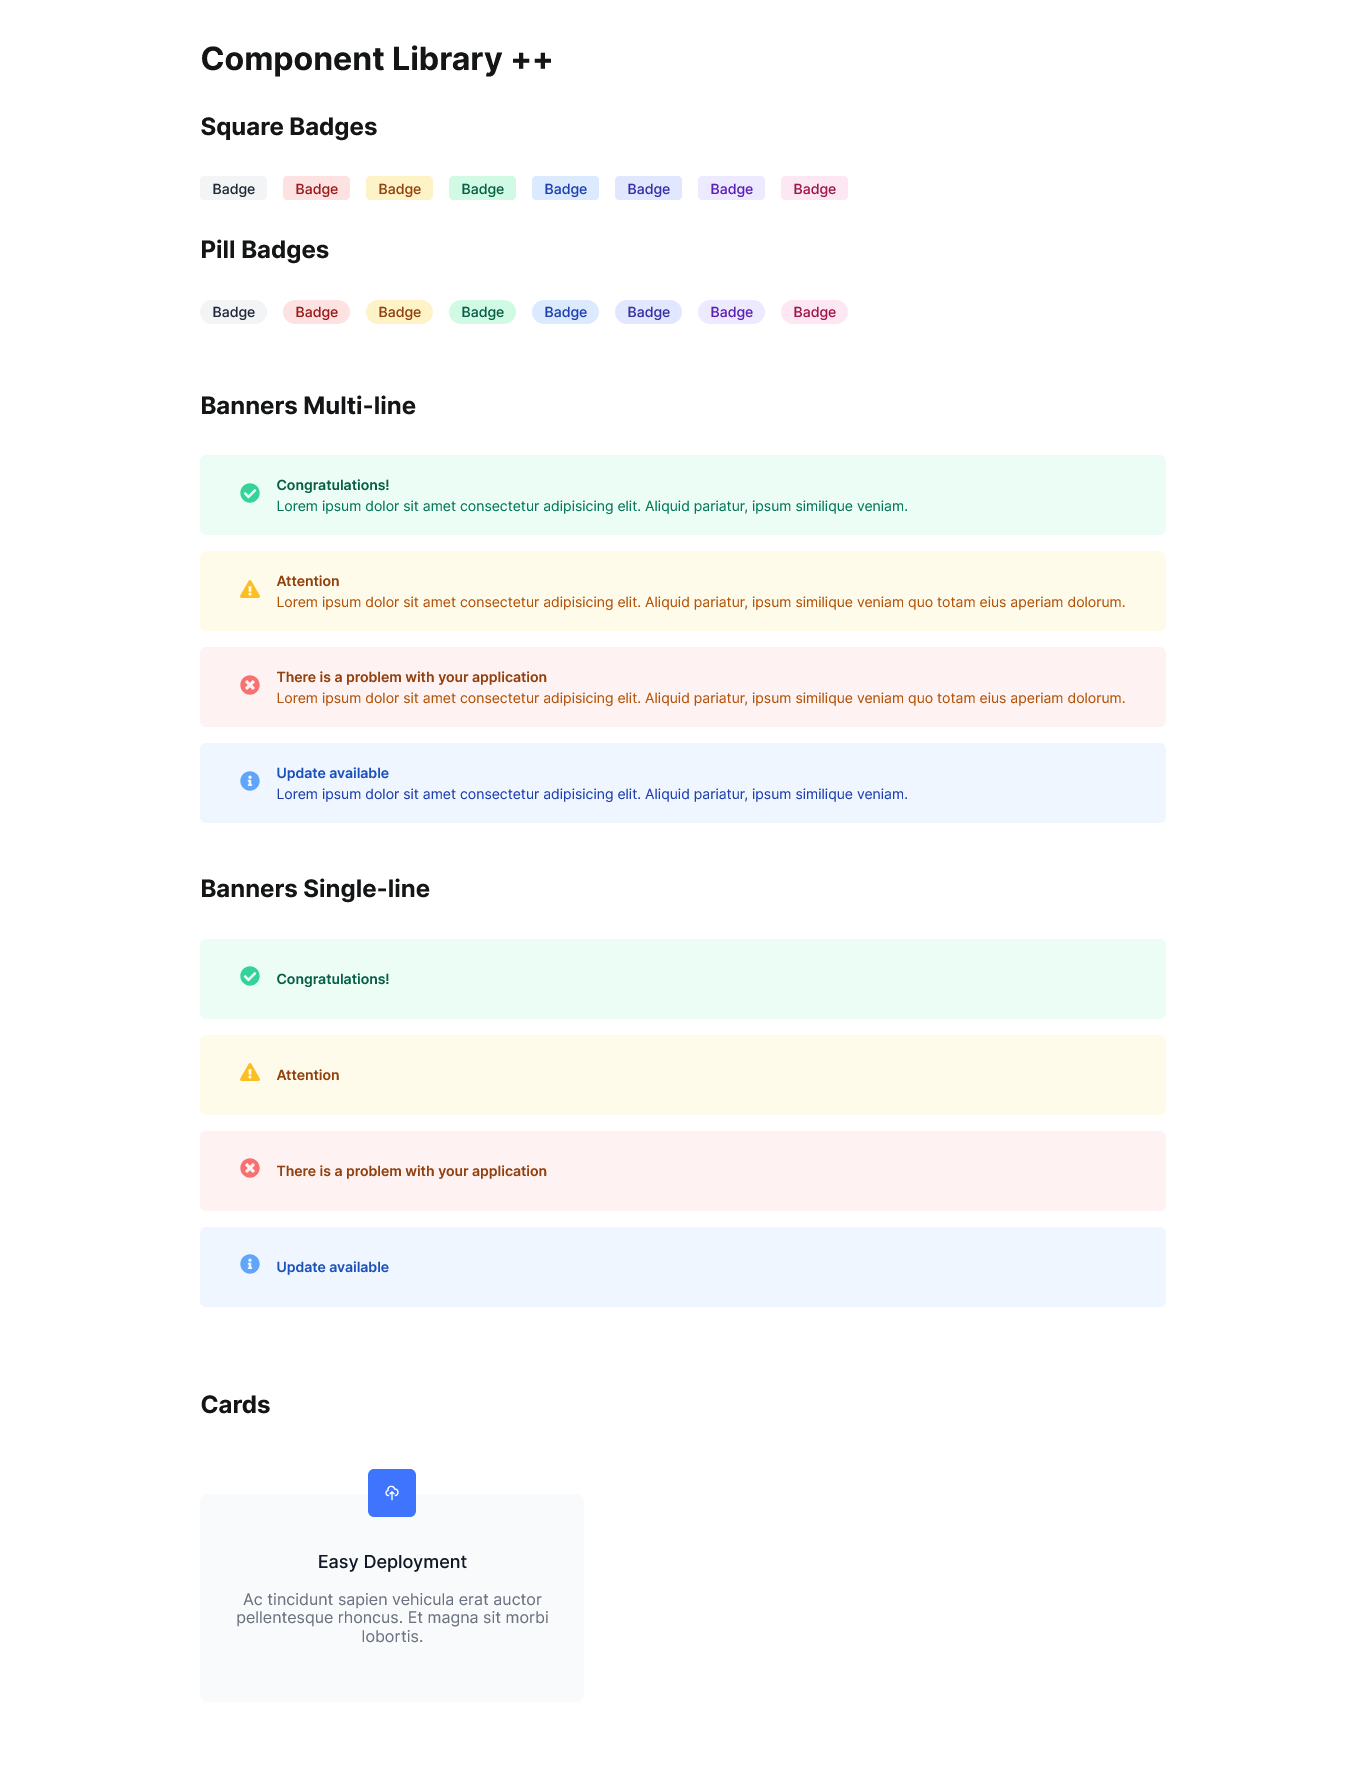 Component Library ++
Square Badges
Badge Badge Badge Badge Badge Badge Badge Badge
Pill Badges
Badge Badge Badge Badge Badge Badge Badge Badge
Banners Multi-line
Congratulations!
Lorem ipsum dolor sit amet consectetur adipisicing elit. Aliquid pariatur, ipsum similique veniam.
Attention
Lorem ipsum dolor sit amet consectetur adipisicing elit. Aliquid pariatur, ipsum similique veniam quo totam eius aperiam dolorum.
There is a problem with your application
Lorem ipsum dolor sit amet consectetur adipisicing elit. Aliquid pariatur, ipsum similique veniam quo totam eius aperiam dolorum.
Update available
Lorem ipsum dolor sit amet consectetur adipisicing elit. Aliquid pariatur, ipsum similique veniam.
Banners Single-line
Congratulations!
Attention
There is a problem with your application
Update available
Cards
Easy Deployment
Ac tincidunt sapien vehicula erat auctor
pellentesque rhoncus. Et magna sit morbi
lobortis.